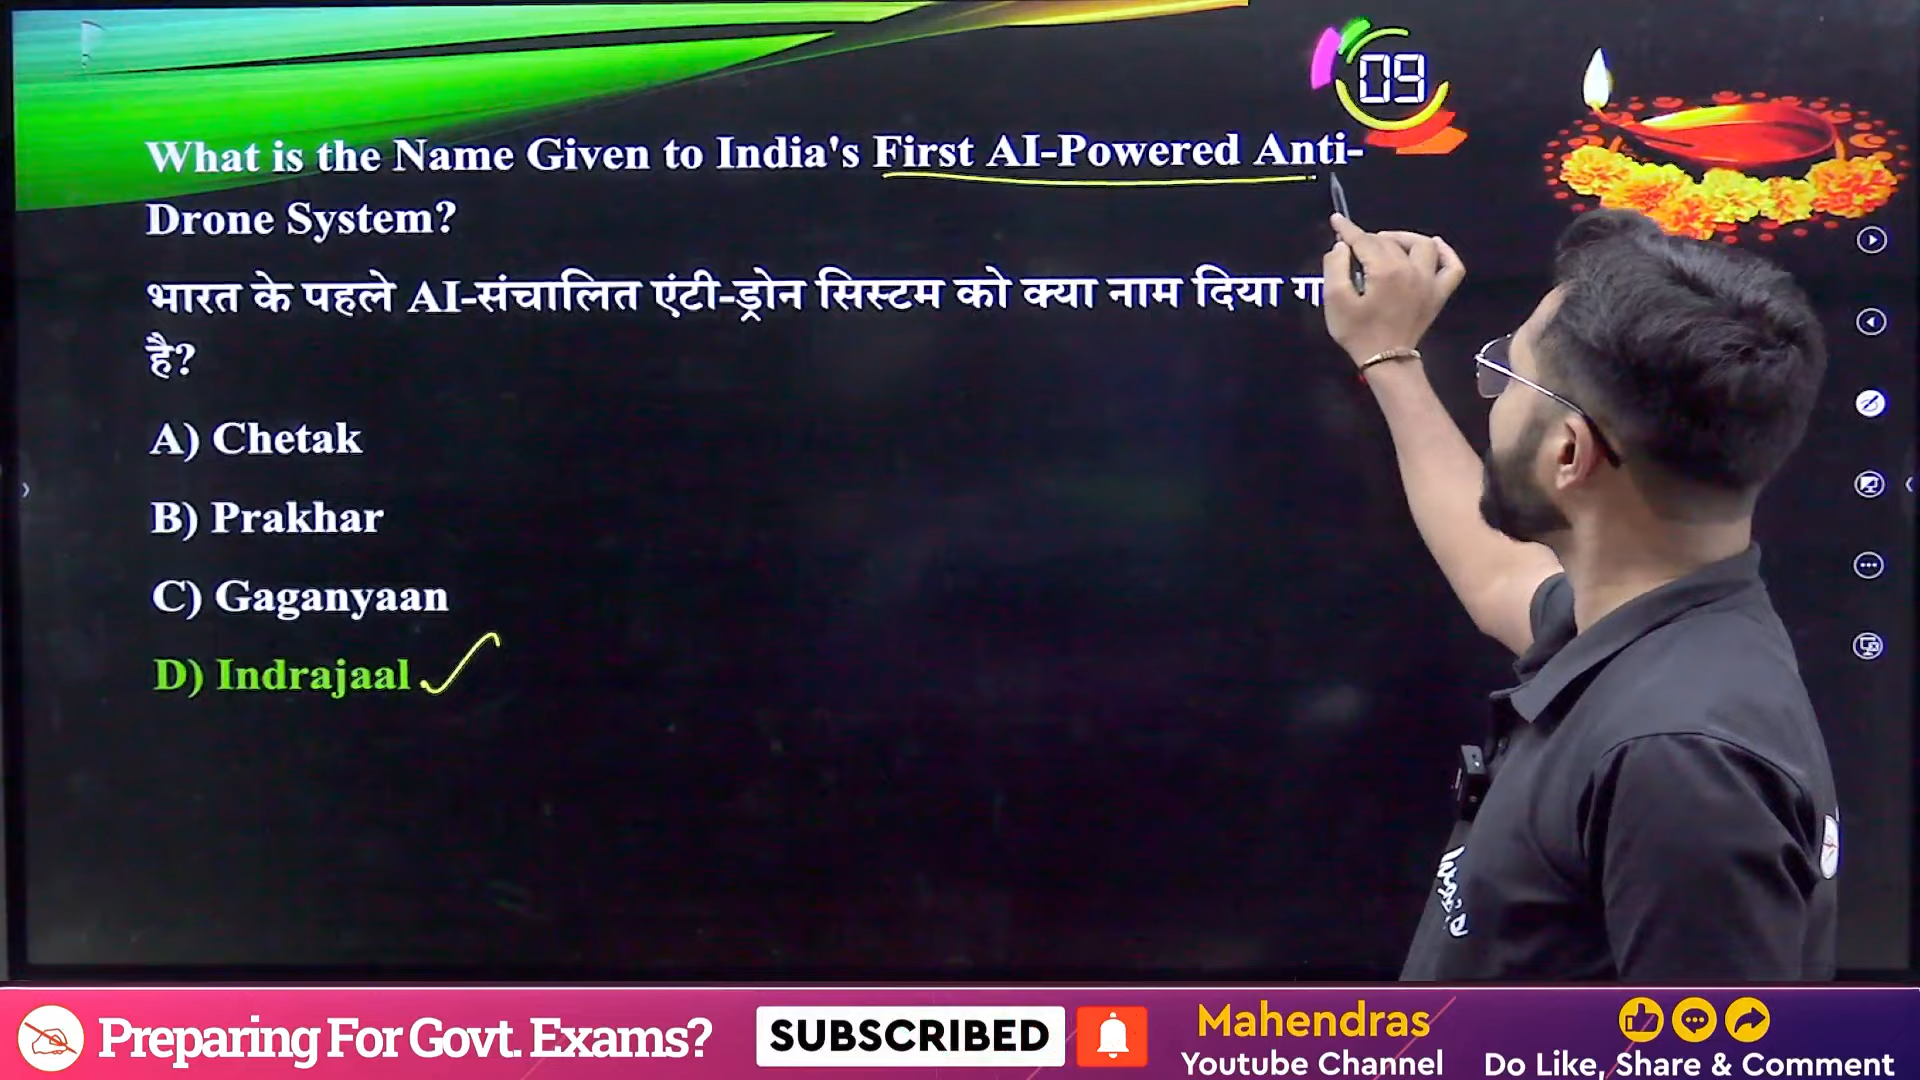 09
What is the Name Given to India's First AI-Powered Anti-
Drone System?
भारत के पहले AI-संचालित एंटी-ड्रोन सिस्टम को क्या नाम दिया ग
है?
A) Chetak
B) Prakhar
C) Gaganyaan
D) Indrajaal
Preparing For Govt. Exams?
SUBSCRIBED
Mahendras
Youtube Channel
Do Like, Share & Comment